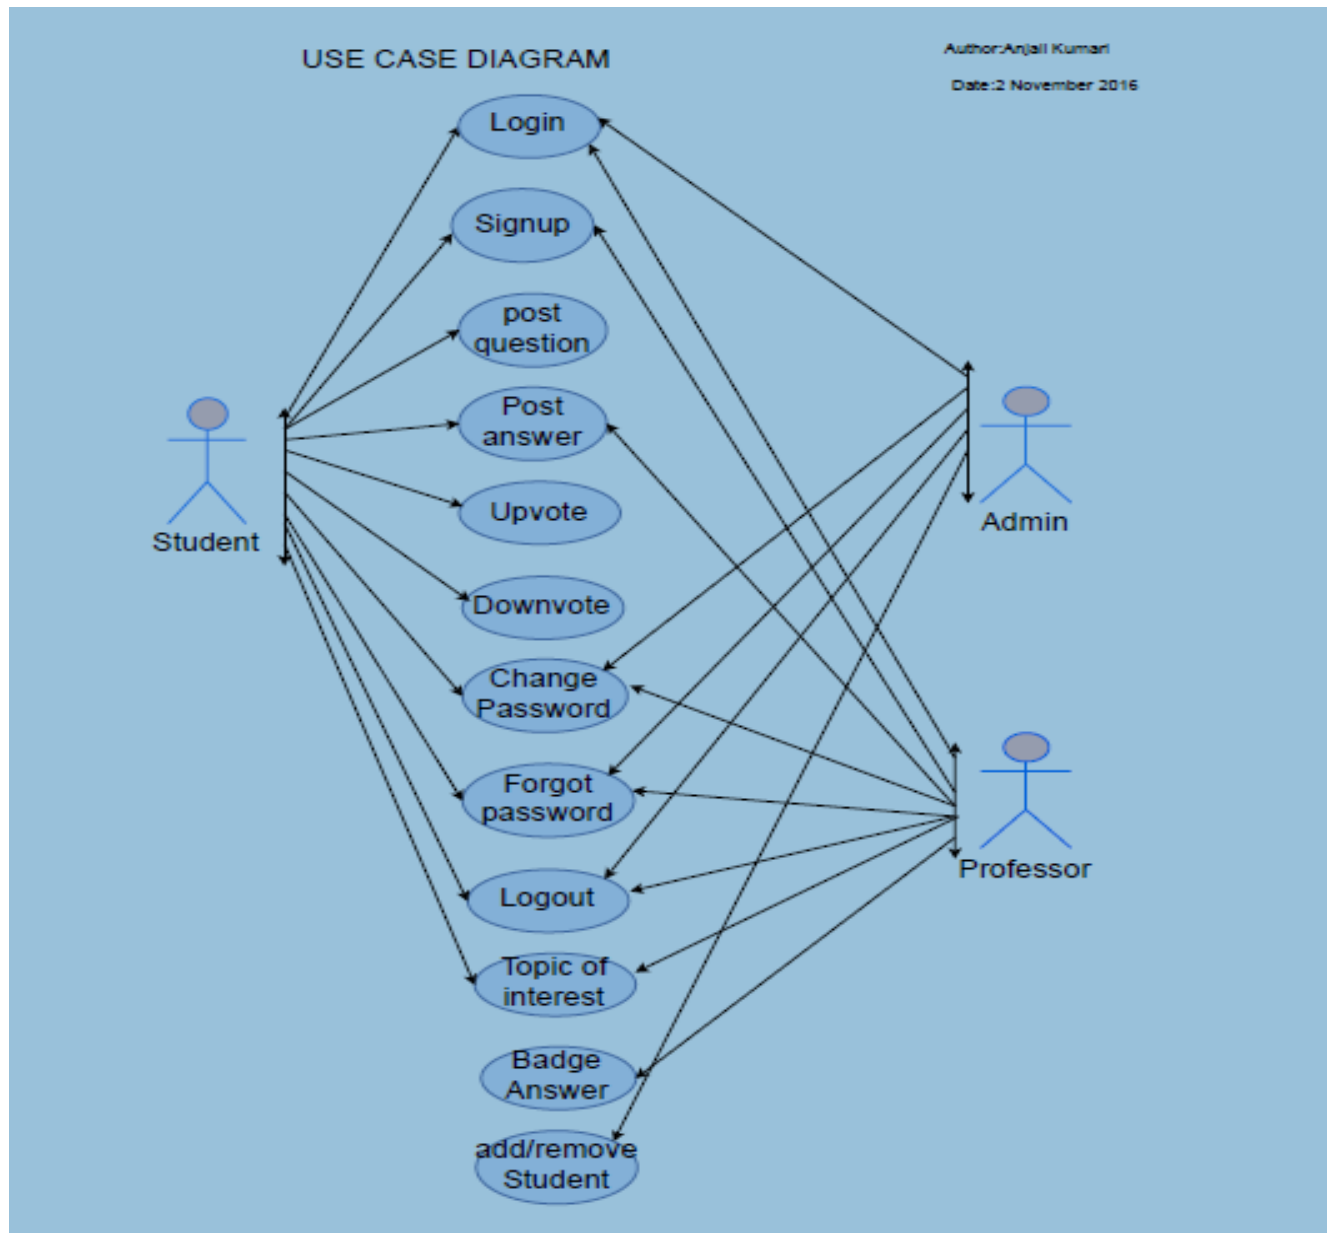 USE CASE DIAGRAM
Author:Anjali Kumari
Date:2 November 2016
Login
Signup
post
question
Post
answer
Upvote
Downvote
Change
Password
Forgot
password
Logout
Topic of
interest
Badge
Answer
add/remove
Student
Student
Admin
Professor